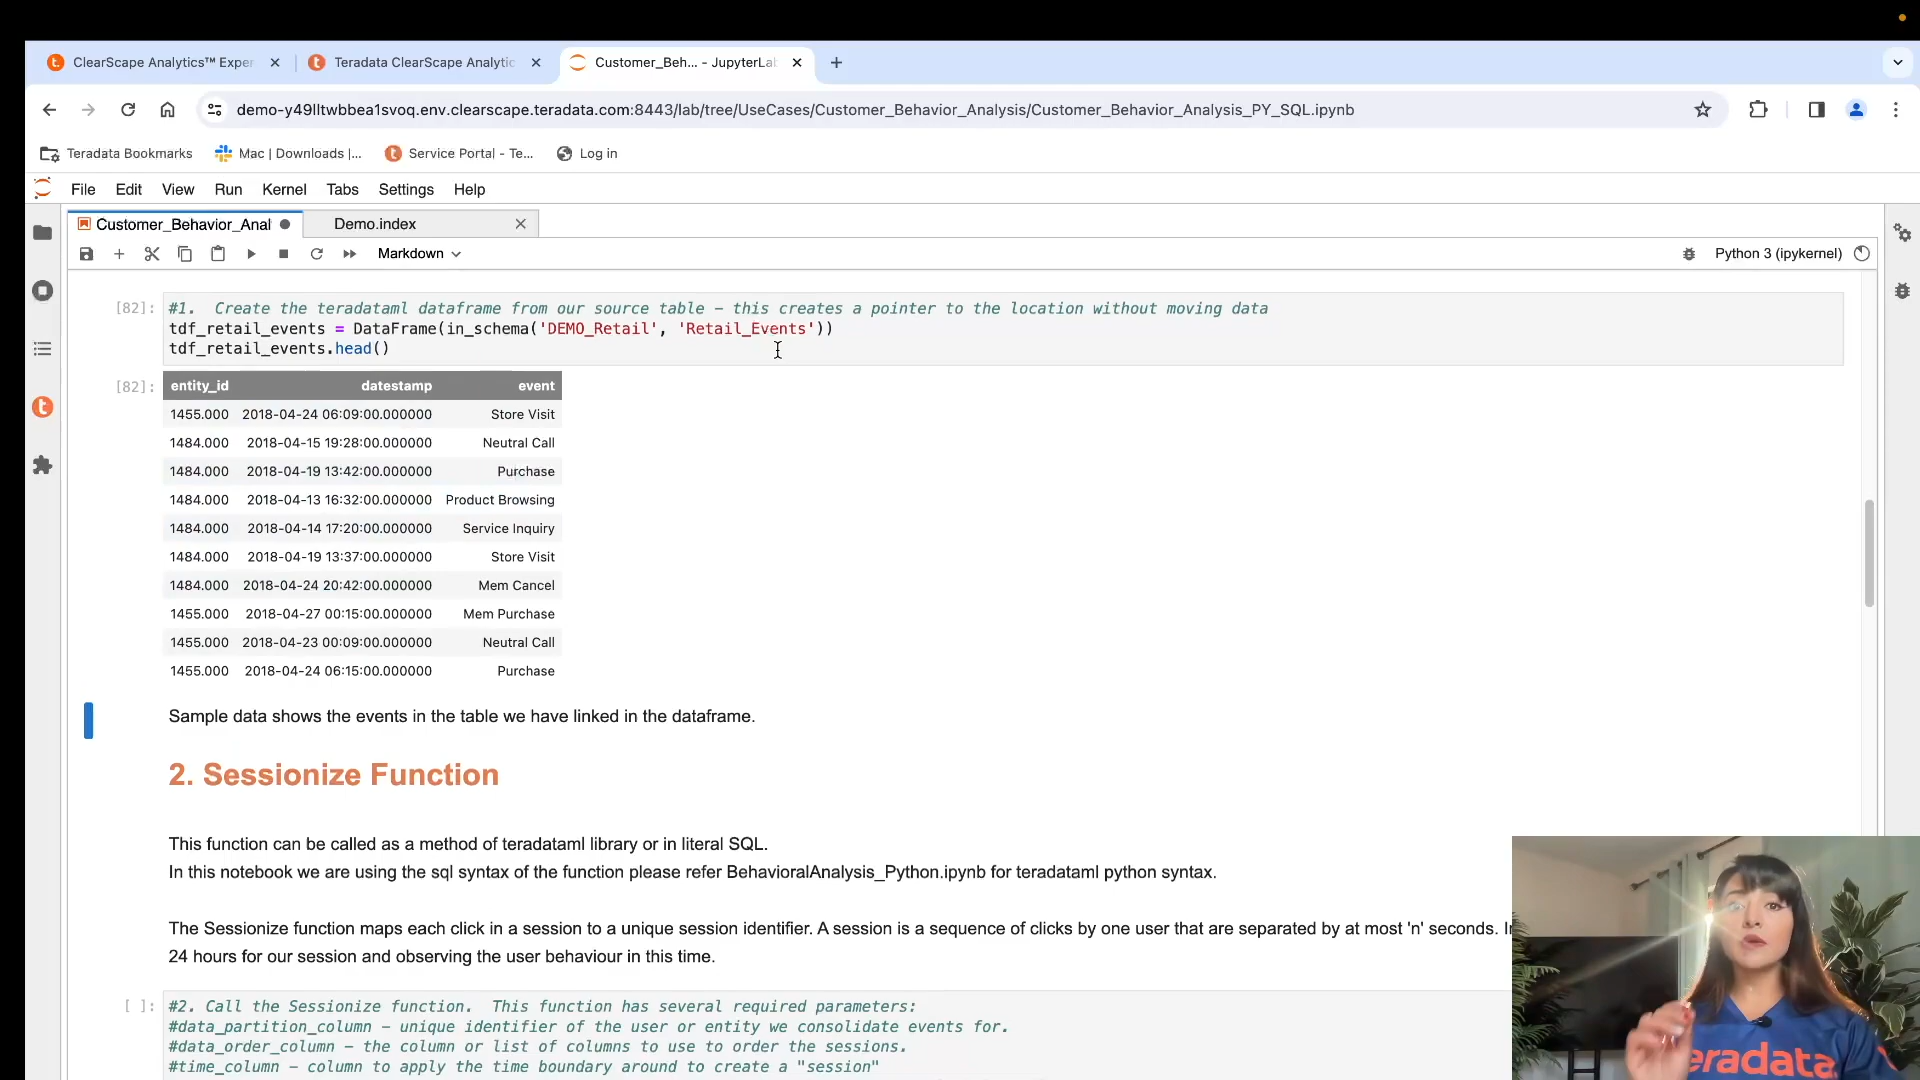 ClearScape Analytics™ Exper
Teradata ClearScape Analytic
Customer_Beh... - JupyterLa
demo-y49lltwbbea1svoq.env.clearscape.teradata.com:8443/lab/tree/UseCases/Customer_Behavior_Analysis/Customer_Behavior_Analysis_PY_SQL.ipynb
Teradata Bookmarks
Mac | Downloads |...
Service Portal - Te...
Log in
File Edit View Run Kernel Tabs Settings Help
Customer_Behavior_Anal
Demo.index
Markdown
Python 3 (ipykernel)
[82]: #1. Create the teradataml dataframe from our source table – this creates a pointer to the location without moving data
tdf_retail_events = DataFrame(in_schema('DEMO_Retail', 'Retail_Events'))
tdf_retail_events.head()
[82]: entity_id datestamp event
1455.000 2018-04-24 06:09:00.000000 Store Visit
1484.000 2018-04-15 19:28:00.000000 Neutral Call
1484.000 2018-04-19 13:42:00.000000 Purchase
1484.000 2018-04-13 16:32:00.000000 Product Browsing
1484.000 2018-04-14 17:20:00.000000 Service Inquiry
1484.000 2018-04-19 13:37:00.000000 Store Visit
1484.000 2018-04-24 20:42:00.000000 Mem Cancel
1455.000 2018-04-27 00:15:00.000000 Mem Purchase
1455.000 2018-04-23 00:09:00.000000 Neutral Call
1455.000 2018-04-24 06:15:00.000000 Purchase
Sample data shows the events in the table we have linked in the dataframe.
2. Sessionize Function
This function can be called as a method of teradataml library or in literal SQL.
In this notebook we are using the sql syntax of the function please refer BehavioralAnalysis_Python.ipynb for teradataml python syntax.
The Sessionize function maps each click in a session to a unique session identifier. A session is a sequence of clicks by one user that are separated by at most 'n' seconds. I
24 hours for our session and observing the user behaviour in this time.
[ ]: #2. Call the Sessionize function. This function has several required parameters:
#data_partition_column – unique identifier of the user or entity we consolidate events for.
#data_order_column – the column or list of columns to use to order the sessions.
#time_column – column to apply the time boundary around to create a "session"
eradata